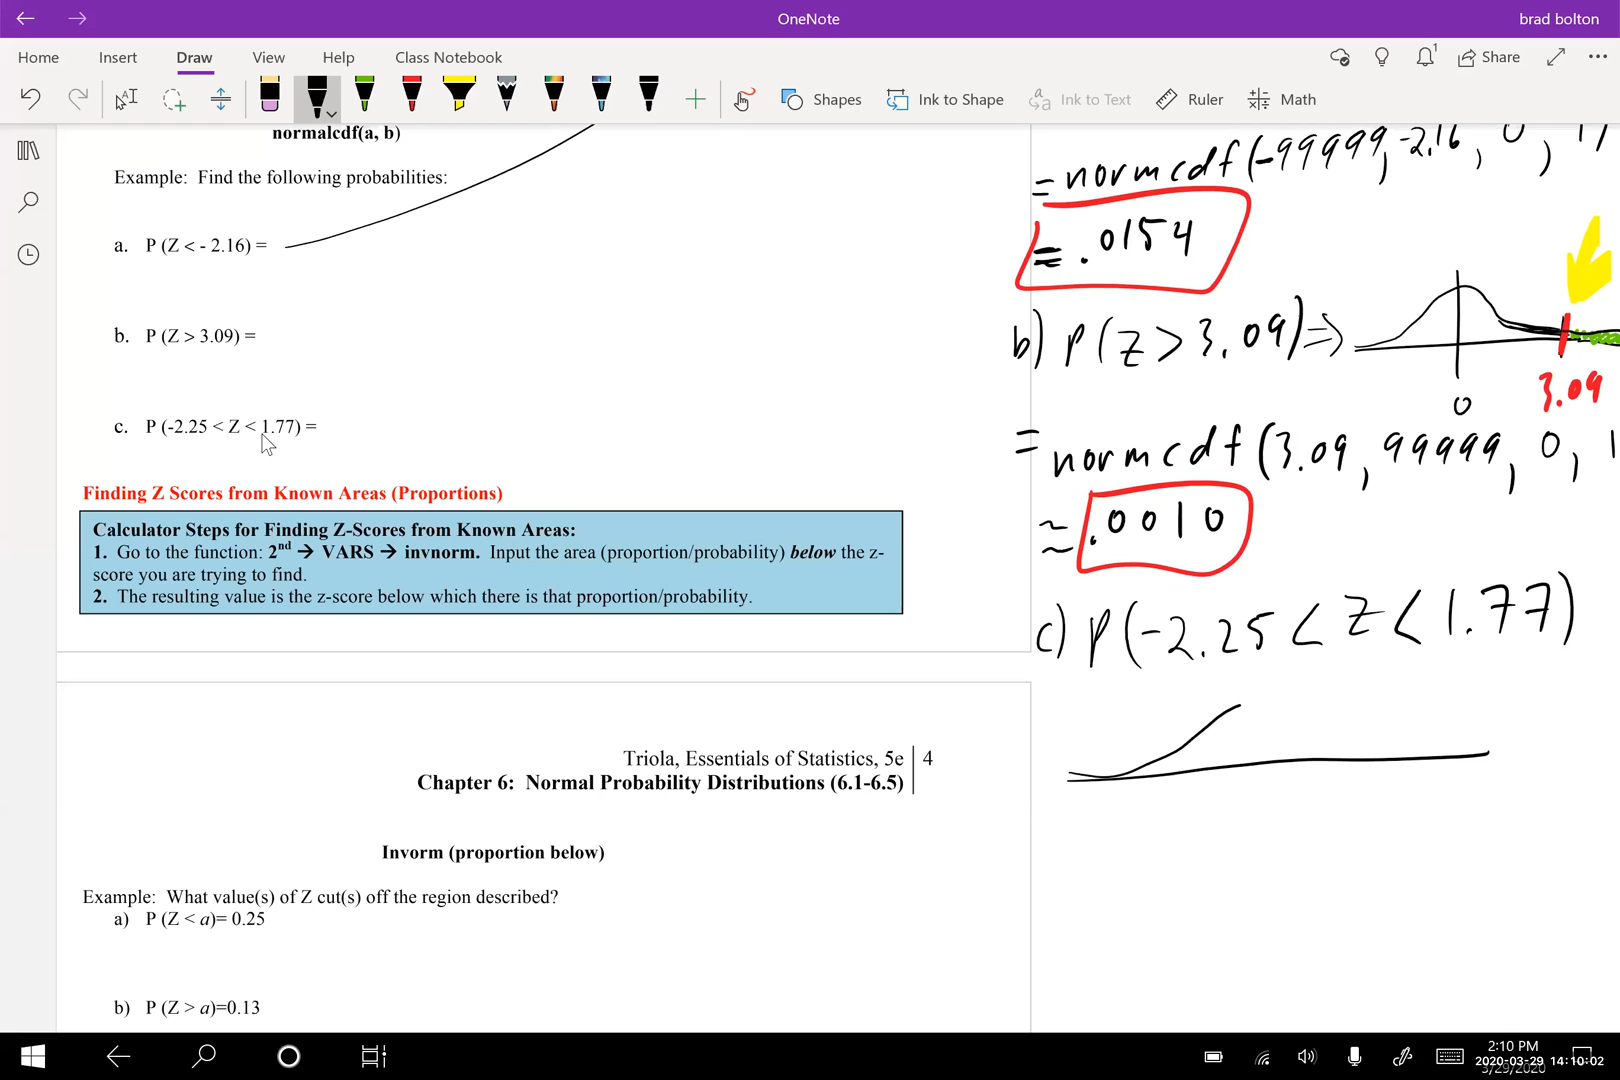 OneNote
brad bolton
Home Insert Draw View Help Class Notebook
1
Share
Shapes Ink to Shape Ink to Text Ruler Math
normalcdf(a, b)
Example: Find the following probabilities:
a. P (Z < - 2.16) =
b. P (Z > 3.09) =
c. P (-2.25 < Z < 1.77) =
Finding Z Scores from Known Areas (Proportions)
Calculator Steps for Finding Z-Scores from Known Areas:
1. Go to the function: 2nd → VARS → invnorm. Input the area (proportion/probability) below the z-
score you are trying to find.
2. The resulting value is the z-score below which there is that proportion/probability.
Triola, Essentials of Statistics, 5e 4
Chapter 6: Normal Probability Distributions (6.1-6.5)
Invorm (proportion below)
Example: What value(s) of Z cut(s) off the region described?
a) P (Z < a)= 0.25
b) P (Z > a)=0.13
= normcdf(-99999, -2.16, 0, 1)
= .0154
b) P(Z > 3.09) ⇒
0
3.09
= normcdf(3.09, 99999, 0, 1
≈ .0010
c) P(-2.25 < Z < 1.77)
2:10 PM
2020-03-29 14:10:02
3/29/2020